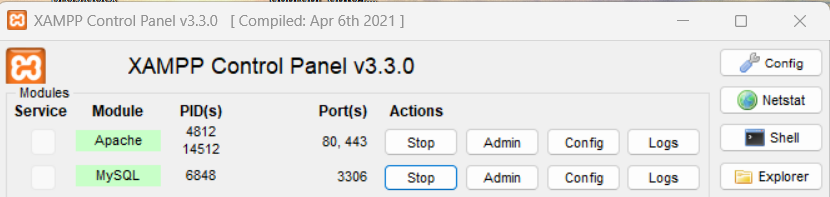 XAMPP Control Panel v3.3.0 [ Compiled: Apr 6th 2021 ]
XAMPP Control Panel v3.3.0
Config
Modules
Service Module PID(s) Port(s) Actions
Netstat
Apache 4812 14512 80, 443 Stop Admin Config Logs
Shell
MySQL 6848 3306 Stop Admin Config Logs
Explorer